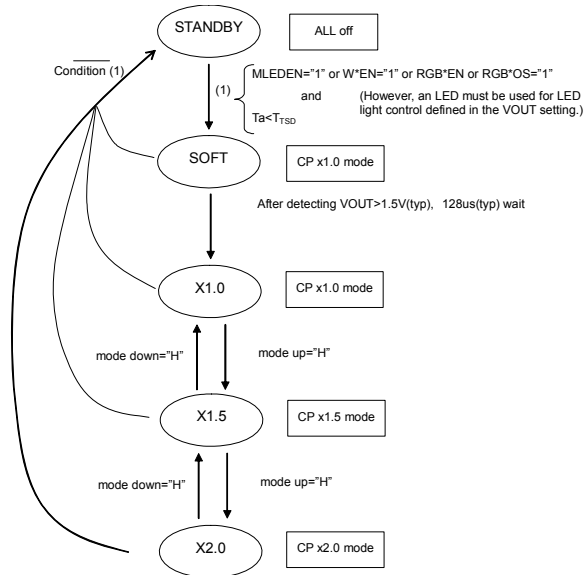 STANDBY
ALL off
Condition (1)
(1)
MLEDEN="1" or W*EN="1" or RGB*EN or RGB*OS="1"
and
(However, an LED must be used for LED
light control defined in the VOUT setting.)
Ta<TTSD
SOFT
CP x1.0 mode
After detecting VOUT>1.5V(typp), 128us(typ) wait
X1.0
CP x1.0 mode
mode down="H"
mode up="H"
X1.5
CP x1.5 mode
mode down="H"
mode up="H"
X2.0
CP x2.0 mode